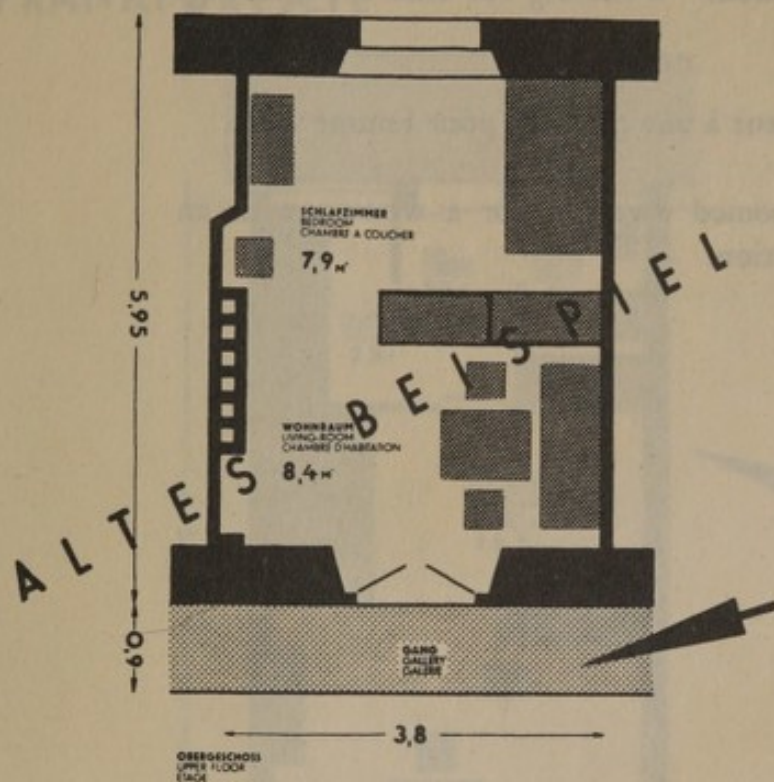 SCHLAFZIMMER
BEDROOM
CHAMBRE A COUCHER
7,9 M²
5,95
ALTES BEISPIEL
WOHNRAUM
LIVING-ROOM
CHAMBRE D'HABITATION
8,4 M²
0,9
GANG
GALLERY
GALERIE
3,8
OBERGESCHOSS
UPPER FLOOR
ETAGE